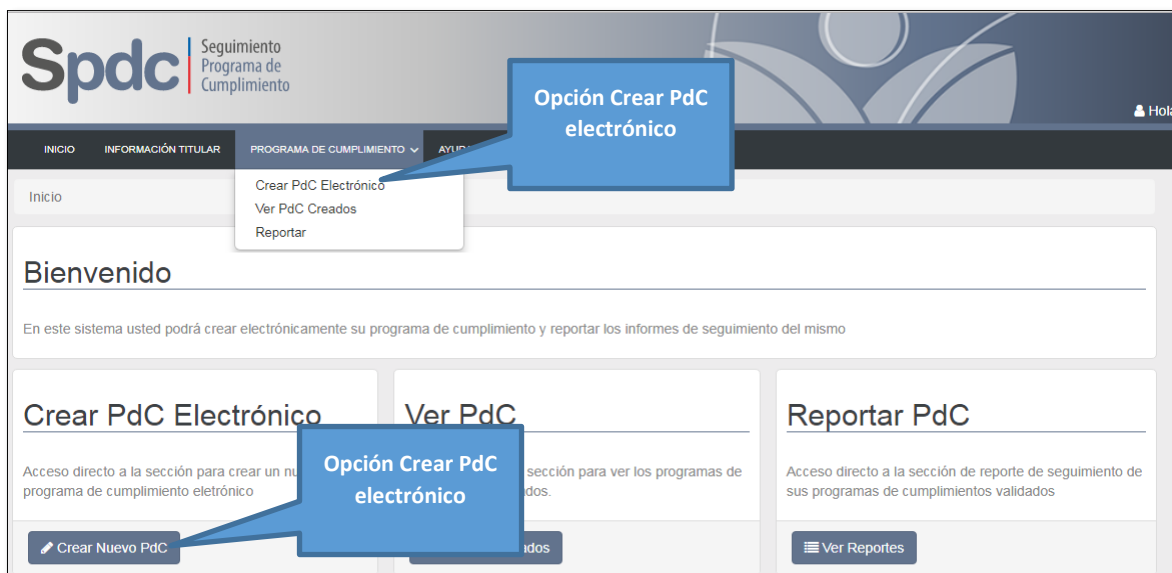 Spdc
Seguimiento
Programa de
Cumplimiento
Opción Crear PdC
electrónico
Hola
INICIO INFORMACIÓN TITULAR PROGRAMA DE CUMPLIMIENTO
Crear PdC Electrónico
Ver PdC Creados
Reportar
Inicio
Bienvenido
En este sistema usted podrá crear electrónicamente su programa de cumplimiento y reportar los informes de seguimiento del mismo
Crear PdC Electrónico
Acceso directo a la sección para crear un
programa de cumplimiento eletrónico
Crear Nuevo PdC
Opción Crear PdC
electrónico
Ver PdC
sección para ver los programas de
Reportar PdC
Acceso directo a la sección de reporte de seguimiento de
sus programas de cumplimientos validados
Ver Reportes